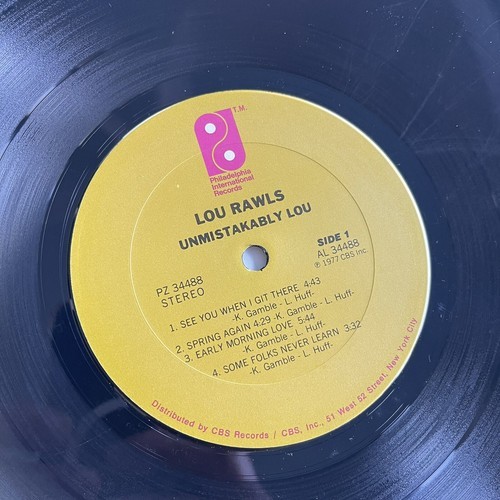 T.M.
Philadelphia
International
Records
LOU RAWLS
UNMISTAKABLY LOU
PZ 34488
STEREO
SIDE 1
AL 34488
℗ 1977 CBS Inc.
1. SEE YOU WHEN I GIT THERE 4:43
-K. Gamble - L. Huff-
2. SPRING AGAIN 4:29 -K. Gamble - L. Huff-
3. EARLY MORNING LOVE 5:44
-K. Gamble - L. Huff-
4. SOME FOLKS NEVER LEARN 3:32
-K. Gamble - L. Huff-
Distributed by CBS Records / CBS, Inc., 51 West 52 Street, New York City